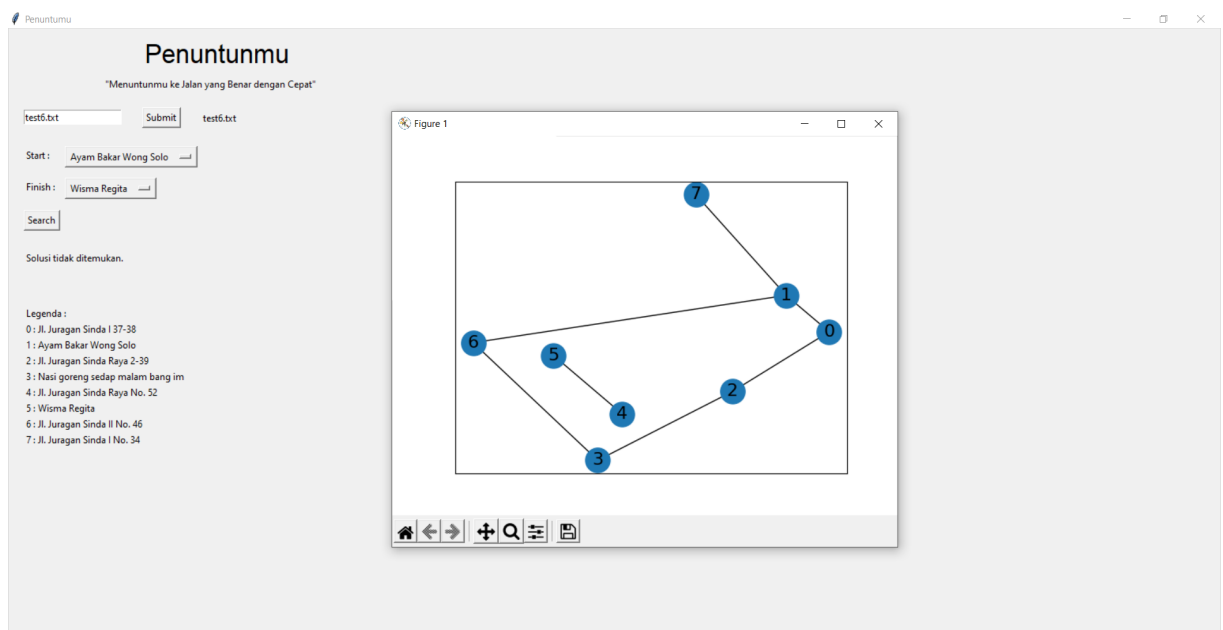 Penuntumu
Penuntunmu
"Menuntunmu ke Jalan yang Benar dengan Cepat"
test6.txt Submit test6.txt
Start : Ayam Bakar Wong Solo
Finish : Wisma Regita
Search
Solusi tidak ditemukan.
Legenda :
0 : Jl. Juragan Sinda I 37-38
1 : Ayam Bakar Wong Solo
2 : Jl. Juragan Sinda Raya 2-39
3 : Nasi goreng sedap malam bang im
4 : Jl. Juragan Sinda Raya No. 52
5 : Wisma Regita
6 : Jl. Juragan Sinda II No. 46
7 : Jl. Juragan Sinda I No. 34
Figure 1
7
1
0
6
5
2
4
3